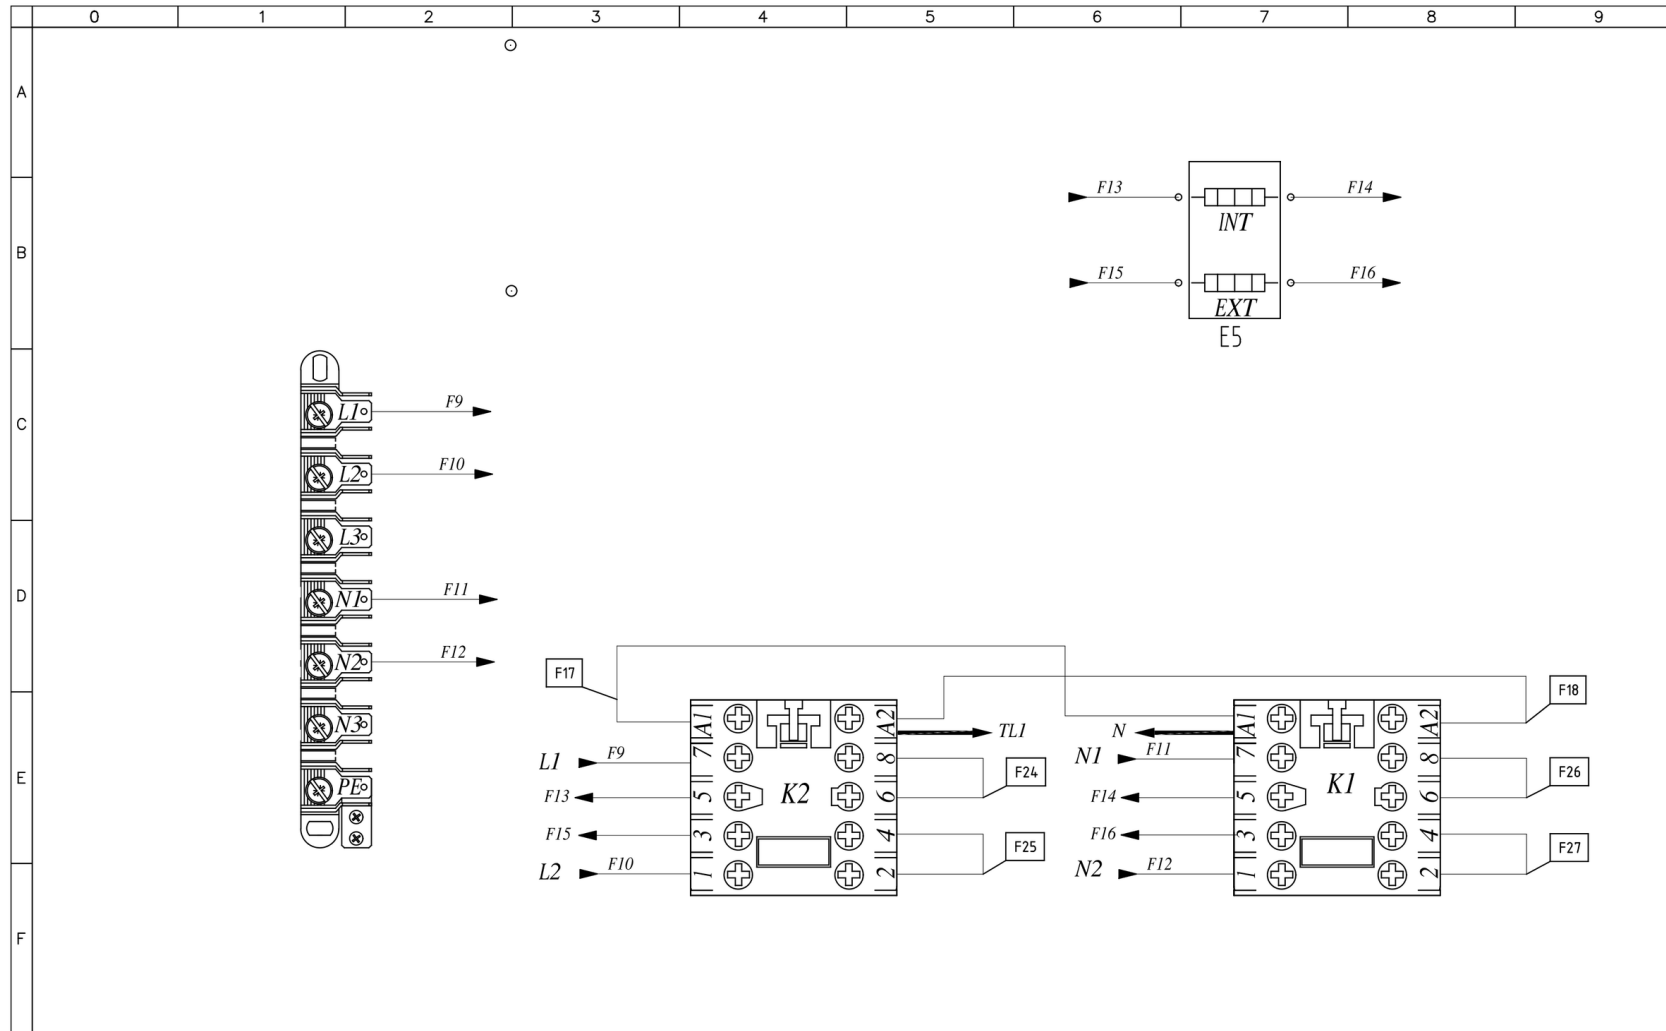 0 1 2 3 4 5 6 7 8 9
A
F13 F14
INT
B
F15 F16
EXT
E5
C
L1 F9
L2 F10
L3
D
N1 F11
N2 F12
F17
F18
N3
PE
E
A1 A2 TL1
L1 F9 7 8
F24
F13 5 K2 6
F15 3 4
F25
L2 F10 1 2
N A1 A2
N1 F11 7 8
F26
F14 5 K1 6
F16 3 4
F27
N2 F12 1 2
F